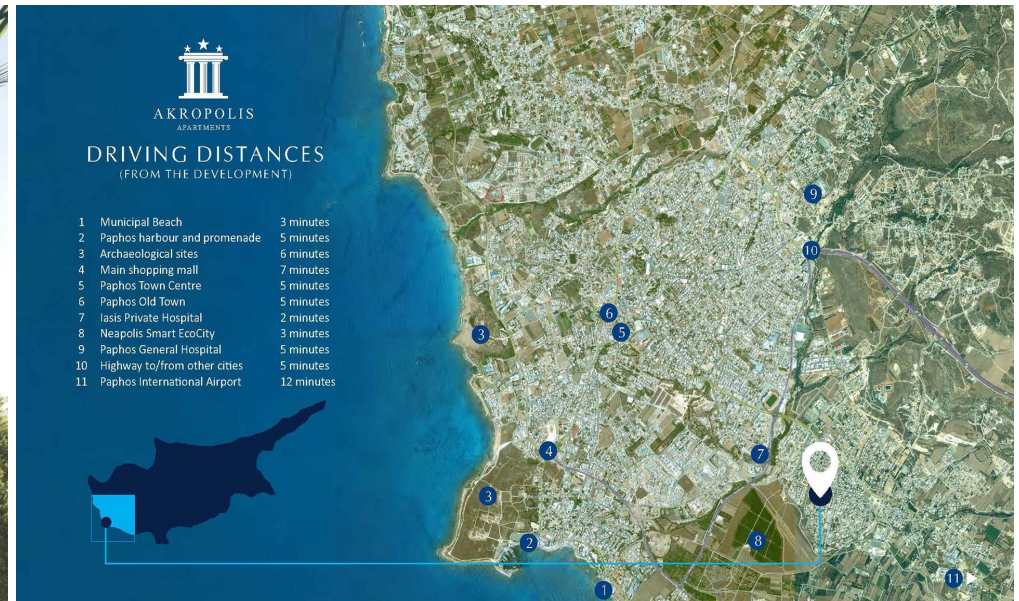 AKROPOLIS
APARTMENTS
DRIVING DISTANCES
(FROM THE DEVELOPMENT)
1 Municipal Beach 3 minutes
2 Paphos harbour and promenade 5 minutes
3 Archaeological sites 6 minutes
4 Main shopping mall 7 minutes
5 Paphos Town Centre 5 minutes
6 Paphos Old Town 5 minutes
7 Iasis Private Hospital 2 minutes
8 Neapolis Smart EcoCity 3 minutes
9 Paphos General Hospital 5 minutes
10 Highway to/from other cities 5 minutes
11 Paphos International Airport 12 minutes
9
10
6
5
3
4
7
3
8
2
11
1